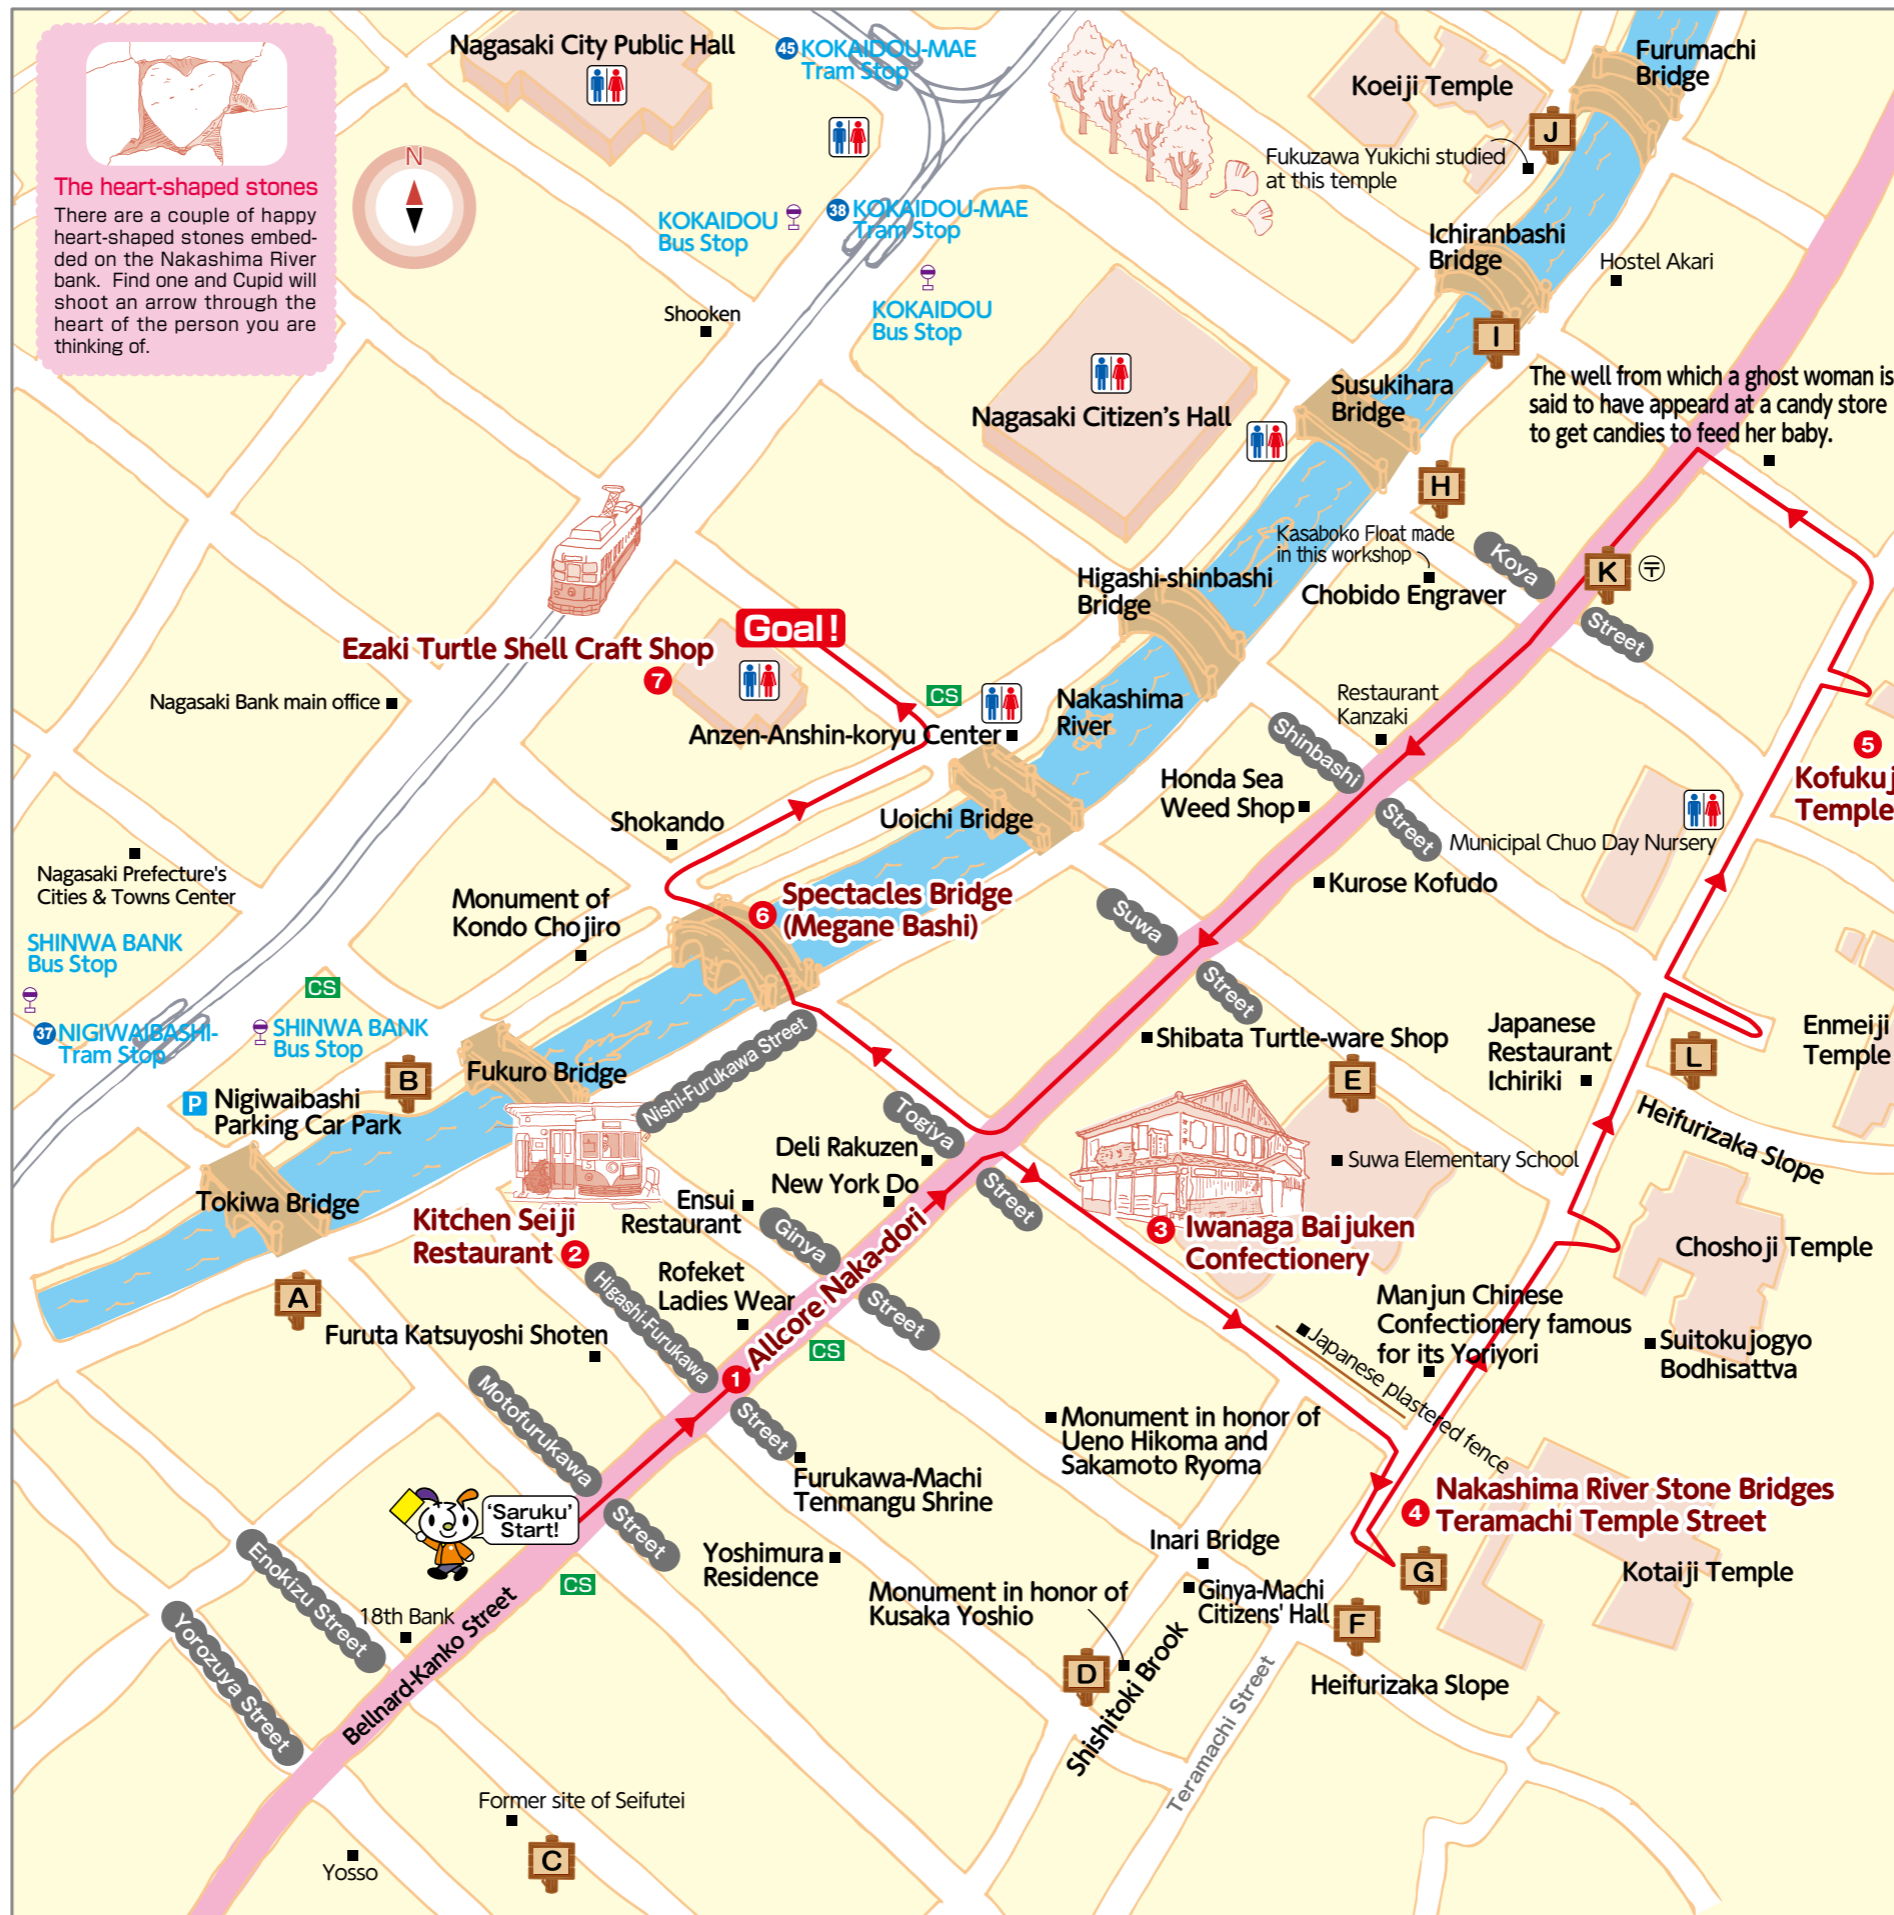 The heart-shaped stones
There are a couple of happy
heart-shaped stones embed-
ded on the Nakashima River
bank. Find one and Cupid will
shoot an arrow through the
heart of the person you are
thinking of.
N
Nagasaki City Public Hall
45 KOKAIDOU-MAE
Tram Stop
KOKAIDOU
Bus Stop
38 KOKAIDOU-MAE
Tram Stop
KOKAIDOU
Bus Stop
Shooken
Furumachi
Bridge
Koeiji Temple
J
Fukuzawa Yukichi studied
at this temple
Ichiranbashi
Bridge
Hostel Akari
I
Nagasaki Citizen's Hall
Susukihara
Bridge
The well from which a ghost woman is
said to have appeard at a candy store
to get candies to feed her baby.
H
Kasaboko Float made
in this workshop
Chobido Engraver
Koya
Street
K
〒
Higashi-shinbashi
Bridge
Goal!
Ezaki Turtle Shell Craft Shop
7
Nagasaki Bank main office
CS
Anzen-Anshin-koryu Center
Nakashima
River
Restaurant
Kanzaki
Shinbashi
Street
Honda Sea
Weed Shop
5
Kofukuj
Temple
Municipal Chuo Day Nursery
Kurose Kofudo
Shokando
Uoichi Bridge
Nagasaki Prefecture's
Cities & Towns Center
Monument of
Kondo Chojiro
6
Spectacles Bridge
(Megane Bashi)
Suwa
Street
SHINWA BANK
Bus Stop
CS
37 NIGIWAIBASHI-
Tram Stop
SHINWA BANK
Bus Stop
B
P
Nigiwaibashi
Parking Car Park
Fukuro Bridge
Nishi-Furukawa Street
Shibata Turtle-ware Shop
E
Japanese
Restaurant
Ichiriki
L
Enmeiji
Temple
Heifurizaka Slope
Togiya
Street
Deli Rakuzen
New York Do
Suwa Elementary School
Tokiwa Bridge
Ensui
Restaurant
Kitchen Seiji
Restaurant 2
Ginya
Street
3
Iwanaga Baijuken
Confectionery
Choshoji Temple
A
Higashi-Furukawa
Street
Rofeket
Ladies Wear
Furuta Katsuyoshi Shoten
1
Allcore Naka-dori
CS
Manjun Chinese
Confectionery famous
for its Yoriyori
Suitokujogyo
Bodhisattva
Japanese plastered fence
Motofurukawa
Street
Monument in honor of
Ueno Hikoma and
Sakamoto Ryoma
Furukawa-Machi
Tenmangu Shrine
'Saruku'
Start!
4
Nakashima River Stone Bridges
Teramachi Temple Street
Kotaiji Temple
G
Enokizu Street
CS
Yoshimura
Residence
Inari Bridge
Ginya-Machi
Citizens' Hall
Monument in honor of
Kusaka Yoshio
F
Heifurizaka Slope
Yorozuya Street
18th Bank
Bellnard-Kanko Street
D
Shishitoki Brook
Teramachi Street
Former site of Seifutei
C
Yosso